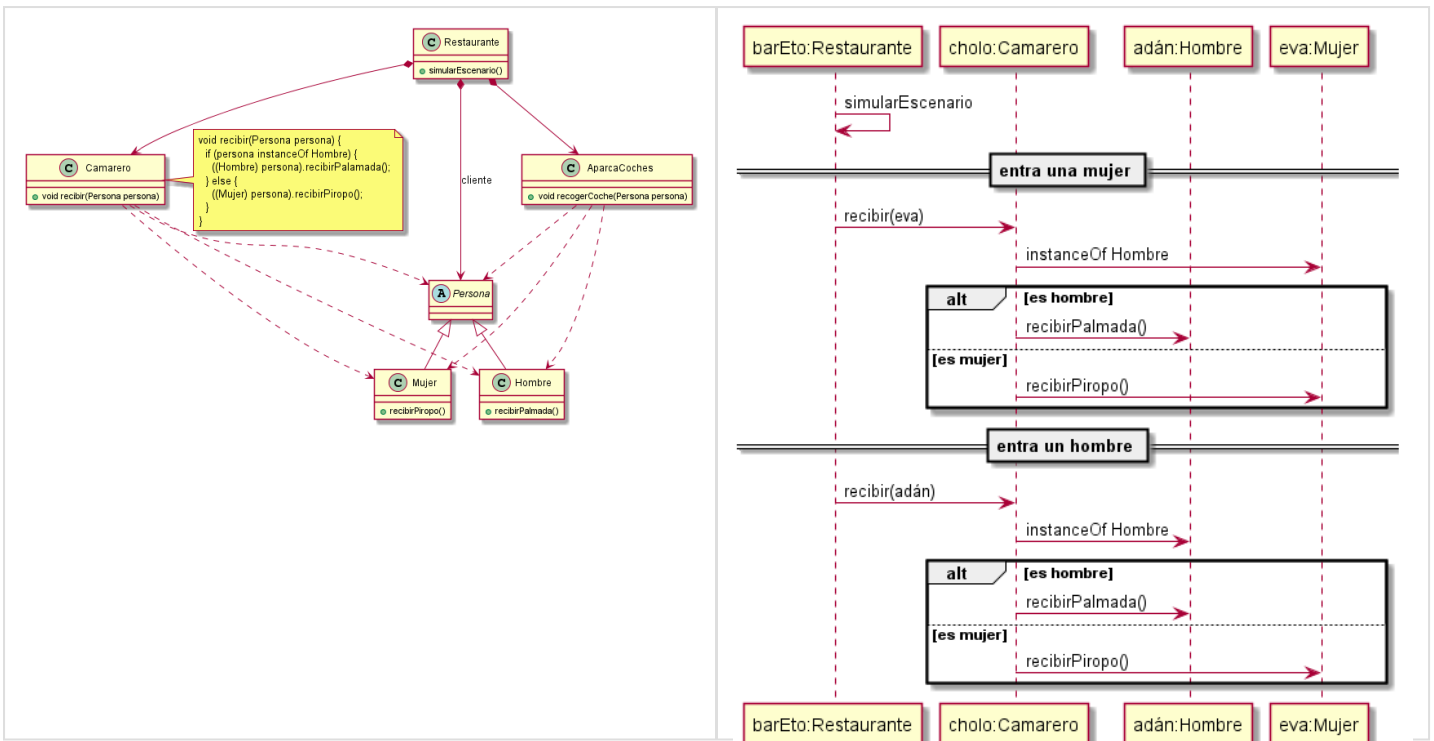 C Restaurante
simularEscenario()
void recibir(Persona persona) {
if (persona instanceOf Hombre) {
((Hombre) persona).recibirPalamada();
} else {
((Mujer) persona).recibirPiropo();
}
}
C Camarero
void recibir(Persona persona)
cliente
C AparcaCoches
void recogerCoche(Persona persona)
A Persona
C Mujer
recibirPiropo()
C Hombre
recibirPalmada()
barEto:Restaurante cholo:Camarero adán:Hombre eva:Mujer
simularEscenario
entra una mujer
recibir(eva)
instanceOf Hombre
alt [es hombre]
recibirPalmada()
[es mujer]
recibirPiropo()
entra un hombre
recibir(adán)
instanceOf Hombre
alt [es hombre]
recibirPalmada()
[es mujer]
recibirPiropo()
barEto:Restaurante cholo:Camarero adán:Hombre eva:Mujer